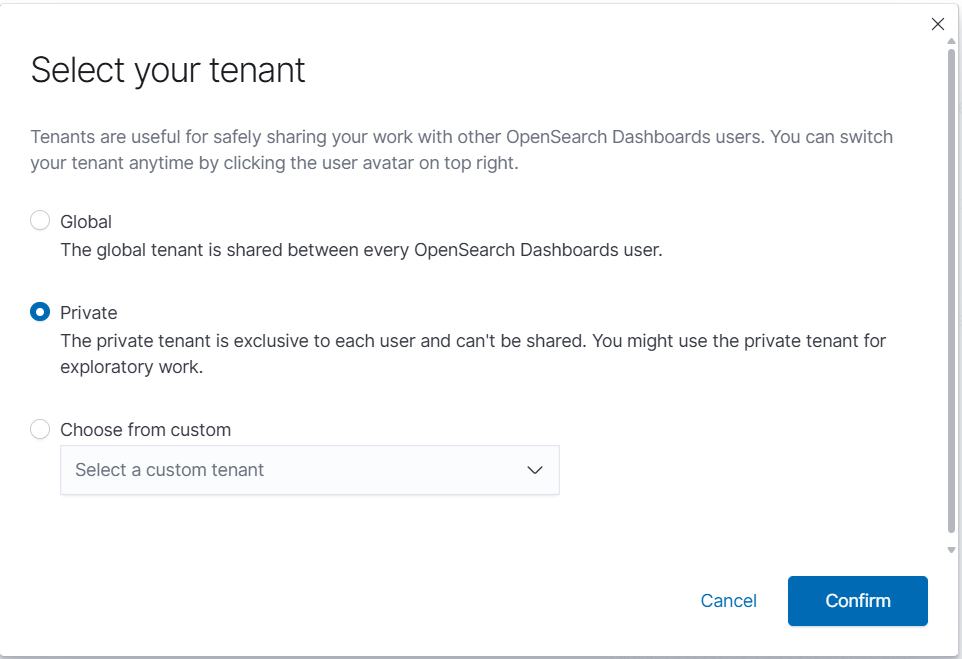 Select your tenant
Tenants are useful for safely sharing your work with other OpenSearch Dashboards users. You can switch
your tenant anytime by clicking the user avatar on top right.
Global
The global tenant is shared between every OpenSearch Dashboards user.
Private
The private tenant is exclusive to each user and can't be shared. You might use the private tenant for
exploratory work.
Choose from custom
Select a custom tenant
Cancel
Confirm